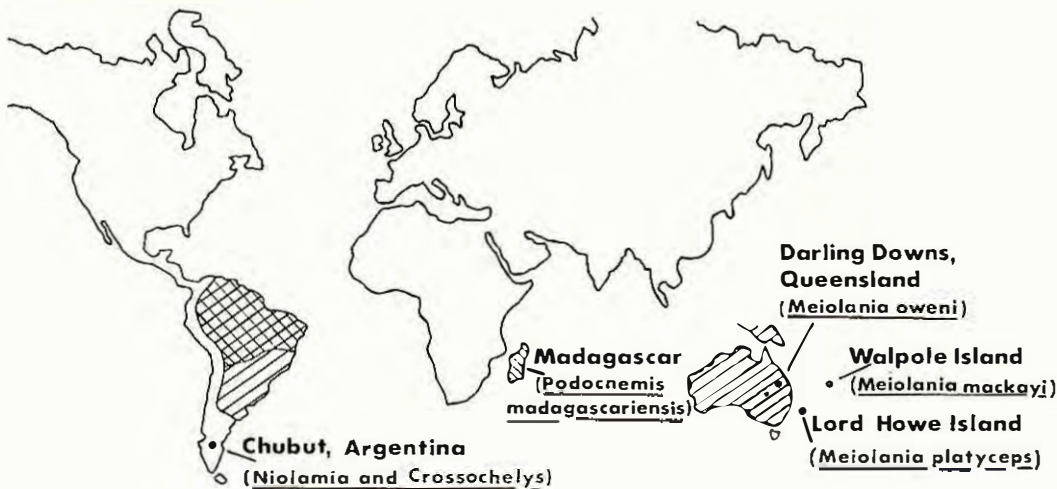 Darling Downs,
Queensland
(Meiolania oweni)
Madagascar
(Podocnemis
madagascariensis)
Walpole Island
(Meiolania mackayi)
Lord Howe Island
(Meiolania platyceps)
Chubut, Argentina
(Niolamia and Crossochelys)